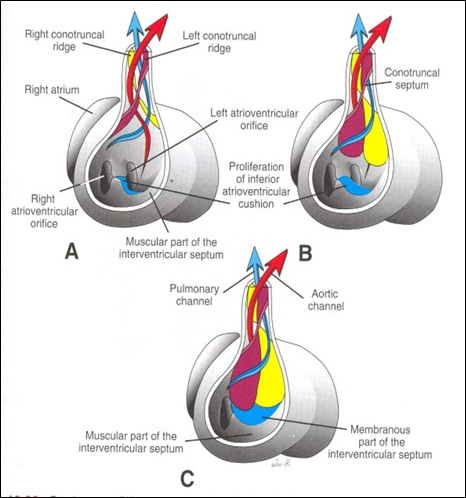 Right conotruncal
ridge
Left conotruncal
ridge
Right atrium
Left atrioventricular
orifice
Right
atrioventricular
orifice
Muscular part of the
interventricular septum
A
Conotruncal
septum
Proliferation
of inferior
atrioventricular
cushion
B
Pulmonary
channel
Aortic
channel
Muscular part of the
interventricular septum
Membranous
part of the
interventricular septum
C